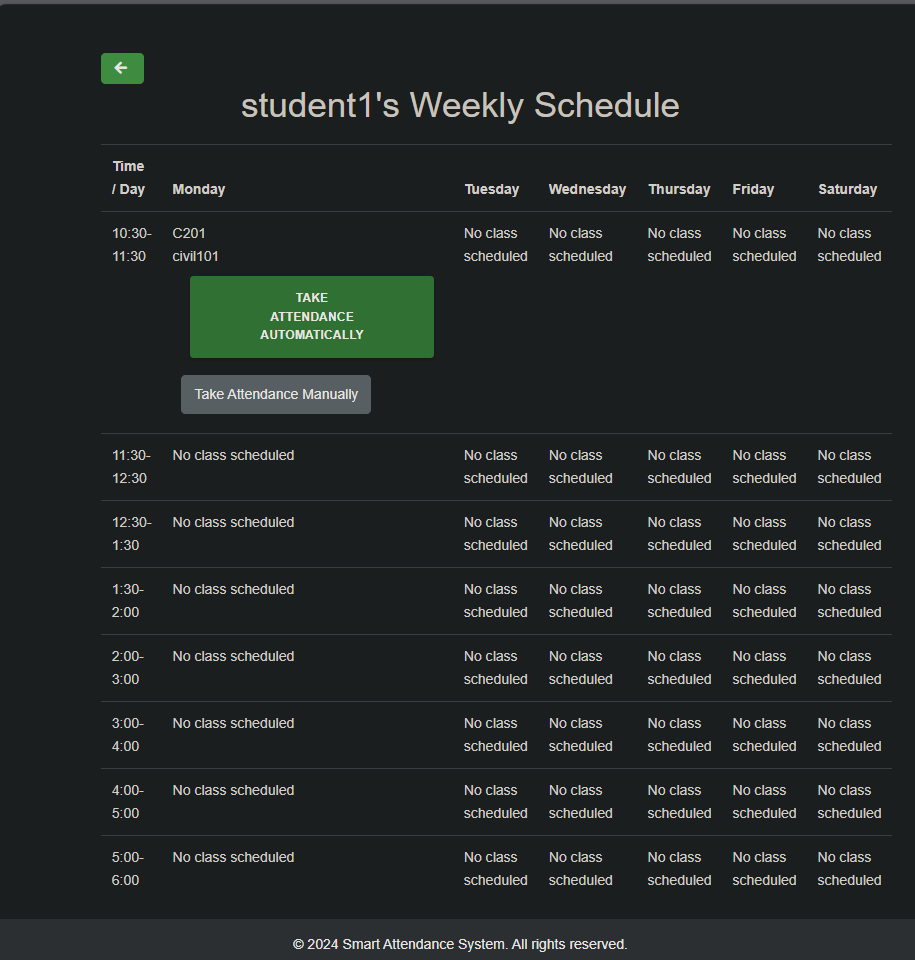 student1's Weekly Schedule
Time
/ Day Monday Tuesday Wednesday Thursday Friday Saturday
10:30- C201 No class No class No class No class No class
11:30 civil101 scheduled scheduled scheduled scheduled scheduled
TAKE
ATTENDANCE
AUTOMATICALLY
Take Attendance Manually
11:30- No class scheduled No class No class No class No class No class
12:30 scheduled scheduled scheduled scheduled scheduled
12:30- No class scheduled No class No class No class No class No class
1:30 scheduled scheduled scheduled scheduled scheduled
1:30- No class scheduled No class No class No class No class No class
2:00 scheduled scheduled scheduled scheduled scheduled
2:00- No class scheduled No class No class No class No class No class
3:00 scheduled scheduled scheduled scheduled scheduled
3:00- No class scheduled No class No class No class No class No class
4:00 scheduled scheduled scheduled scheduled scheduled
4:00- No class scheduled No class No class No class No class No class
5:00 scheduled scheduled scheduled scheduled scheduled
5:00- No class scheduled No class No class No class No class No class
6:00 scheduled scheduled scheduled scheduled scheduled
© 2024 Smart Attendance System. All rights reserved.